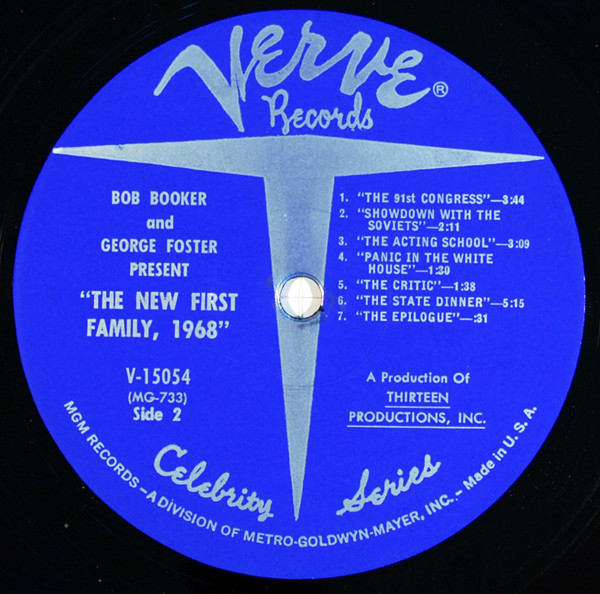 Verve ®
Records
BOB BOOKER
and
GEORGE FOSTER
PRESENT
"THE NEW FIRST
FAMILY, 1968"
V-15054
(MG-733)
Side 2
1. "THE 91st CONGRESS"—3:44
2. "SHOWDOWN WITH THE
SOVIETS"—2:11
3. "THE ACTING SCHOOL"—3:09
4. "PANIC IN THE WHITE
HOUSE"—1:30
5. "THE CRITIC"—1:38
6. "THE STATE DINNER"—5:15
7. "THE EPILOGUE"—:31
A Production Of
THIRTEEN
PRODUCTIONS, INC.
Celebrity Series
MGM RECORDS – A DIVISION OF METRO-GOLDWYN-MAYER, INC. – Made in U. S. A.